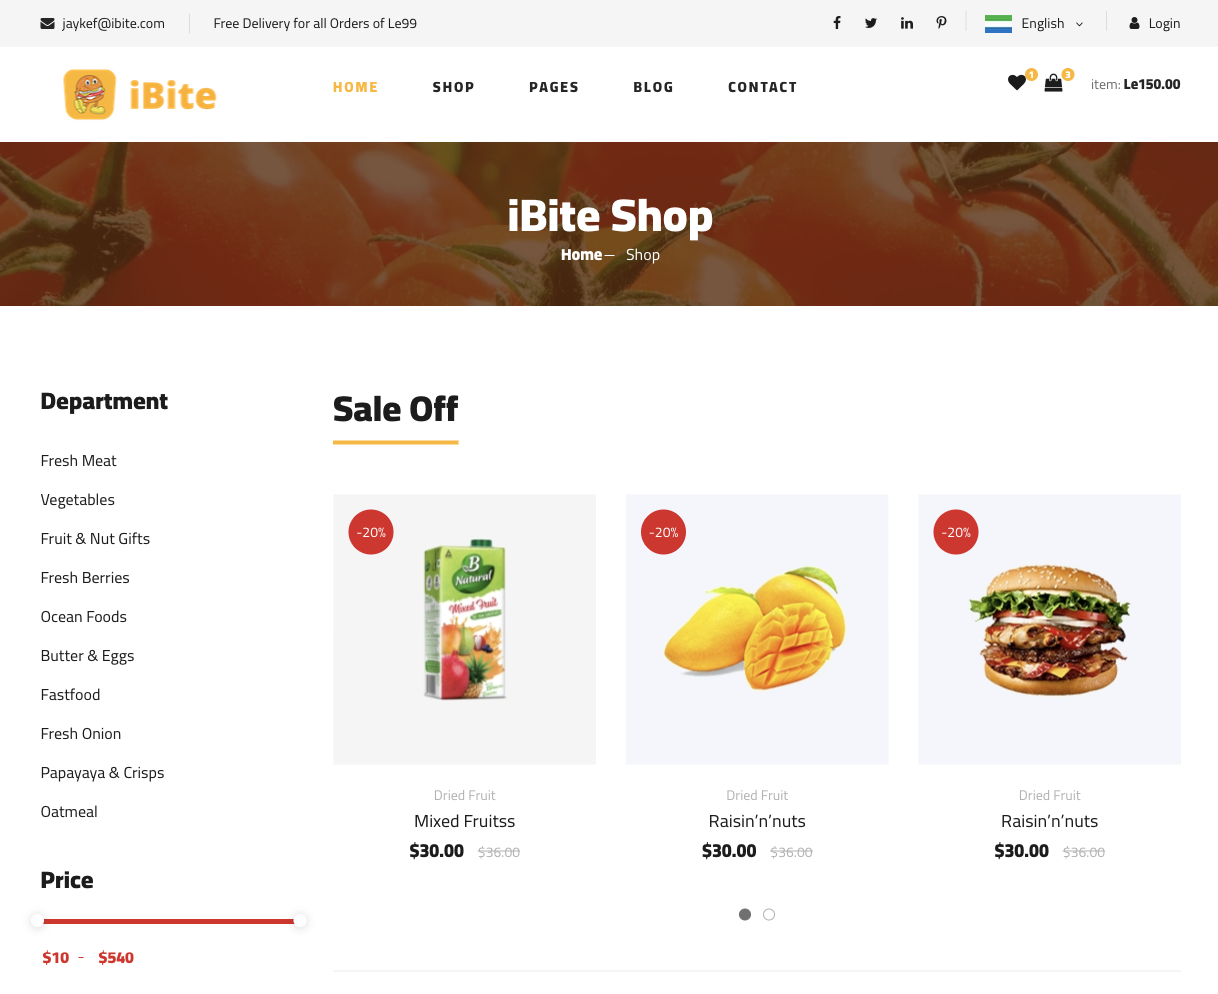 jaykef@ibite.com
Free Delivery for all Orders of Le99
English
Login
iBite
HOME
SHOP
PAGES
BLOG
CONTACT
1
3
item: Le150.00
iBite Shop
Home — Shop
Department
Fresh Meat
Vegetables
Fruit & Nut Gifts
Fresh Berries
Ocean Foods
Butter & Eggs
Fastfood
Fresh Onion
Papayaya & Crisps
Oatmeal
Price
$10 - $540
Sale Off
-20%
B
Natural
Mixed Fruit
Dried Fruit
Mixed Fruitss
$30.00 $36.00
-20%
Dried Fruit
Raisin’n’nuts
$30.00 $36.00
-20%
Dried Fruit
Raisin’n’nuts
$30.00 $36.00